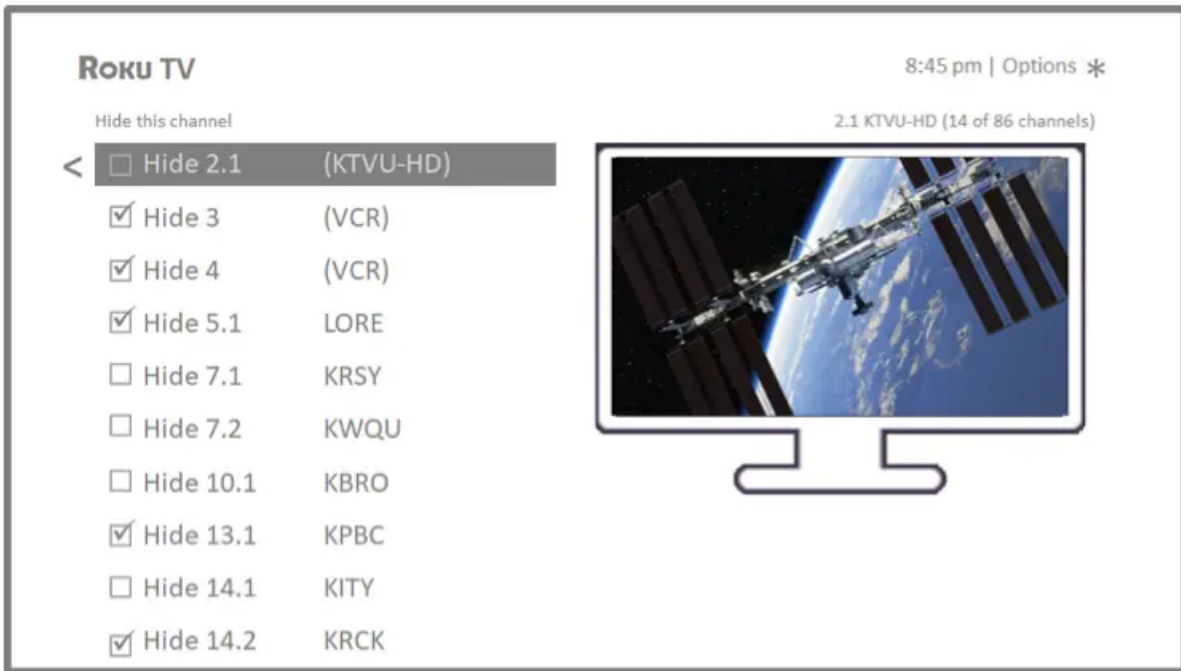 ROKU TV
8:45 pm | Options *
Hide this channel
2.1 KTVU-HD (14 of 86 channels)
< Hide 2.1 (KTVU-HD)
Hide 3 (VCR)
Hide 4 (VCR)
Hide 5.1 LORE
Hide 7.1 KRSY
Hide 7.2 KWQU
Hide 10.1 KBRO
Hide 13.1 KPBC
Hide 14.1 KITY
Hide 14.2 KRCK